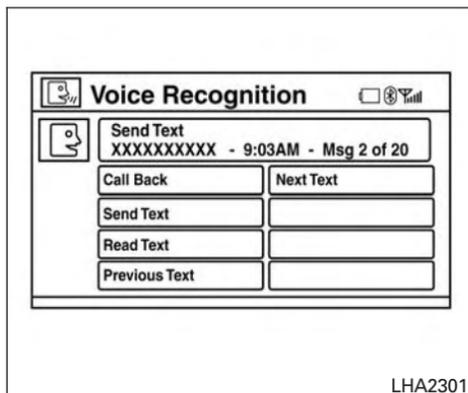 Voice Recognition
Send Text
XXXXXXXXXX - 9:03AM - Msg 2 of 20
Call Back
Next Text
Send Text
Read Text
Previous Text
LHA2301